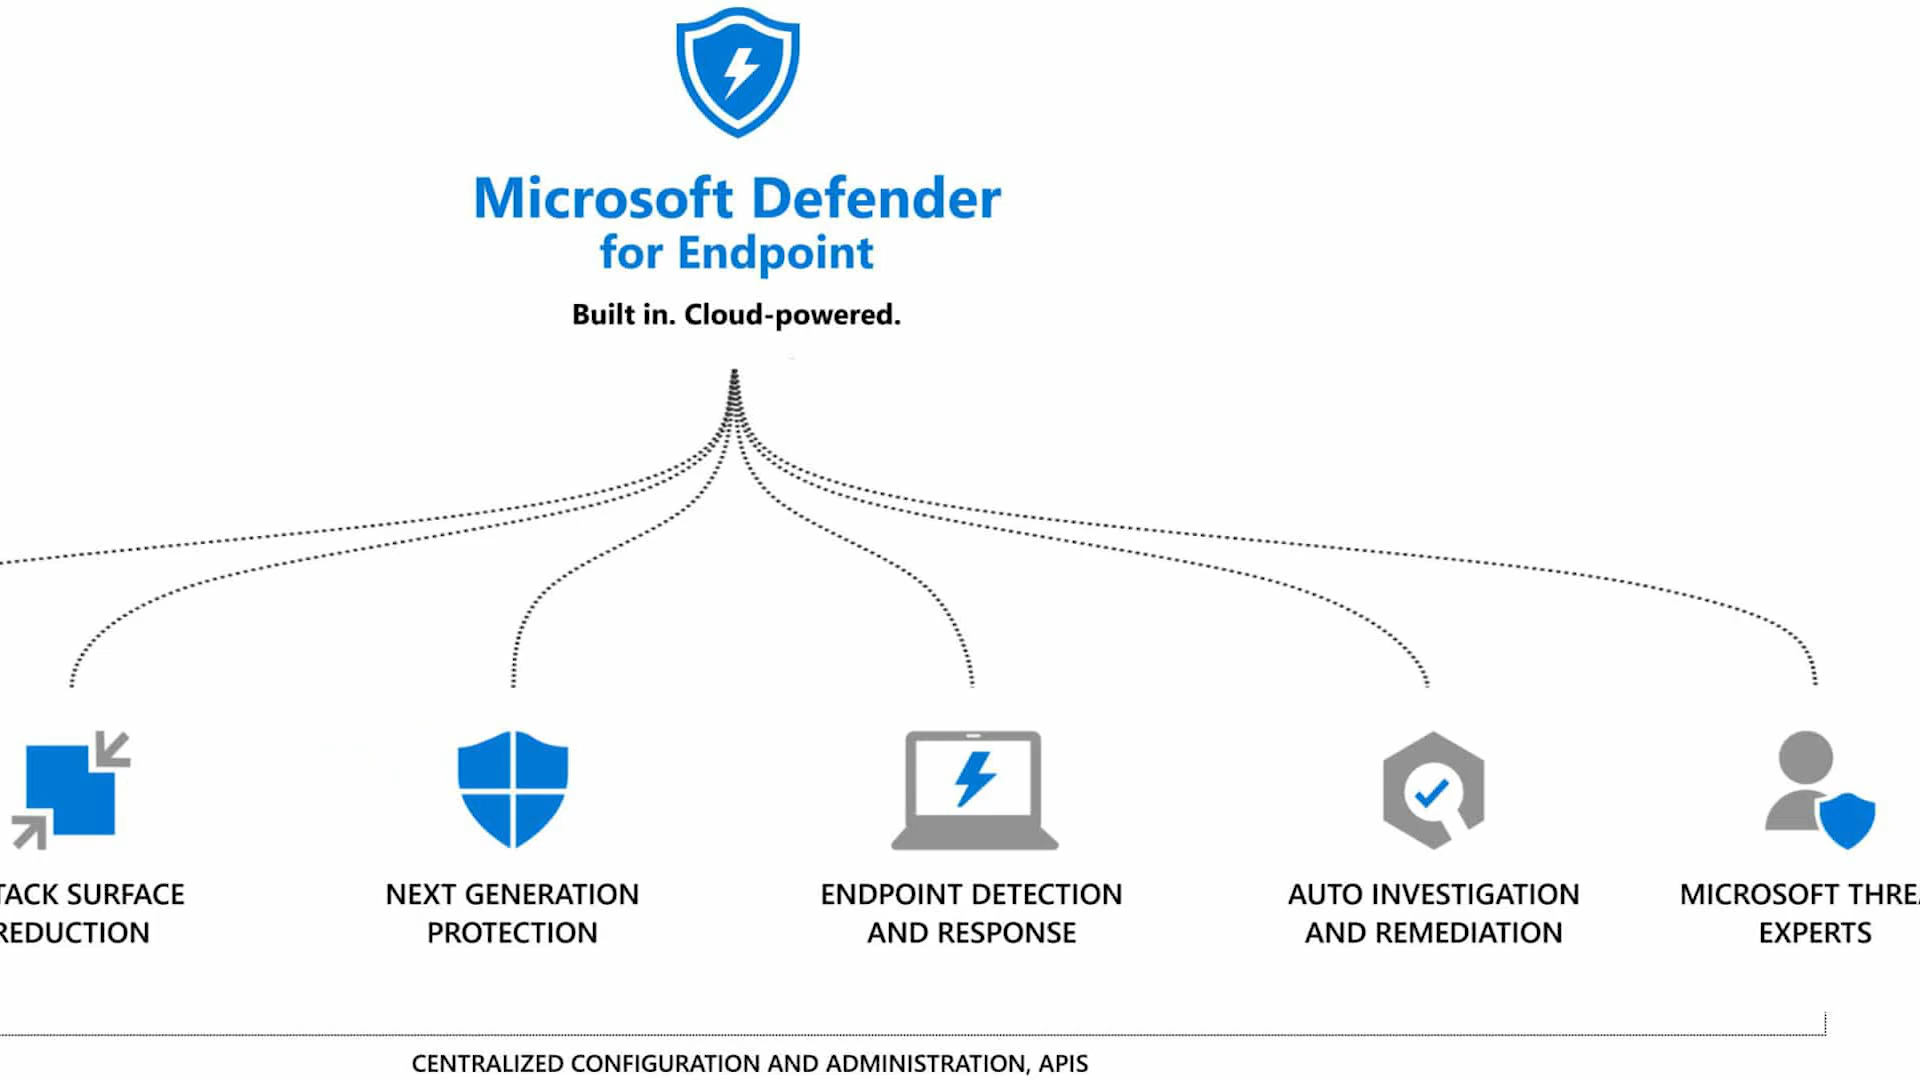 Microsoft Defender
for Endpoint
Built in. Cloud-powered.
TACK SURFACE
REDUCTION
NEXT GENERATION
PROTECTION
ENDPOINT DETECTION
AND RESPONSE
AUTO INVESTIGATION
AND REMEDIATION
MICROSOFT THREA
EXPERTS
CENTRALIZED CONFIGURATION AND ADMINISTRATION, APIS